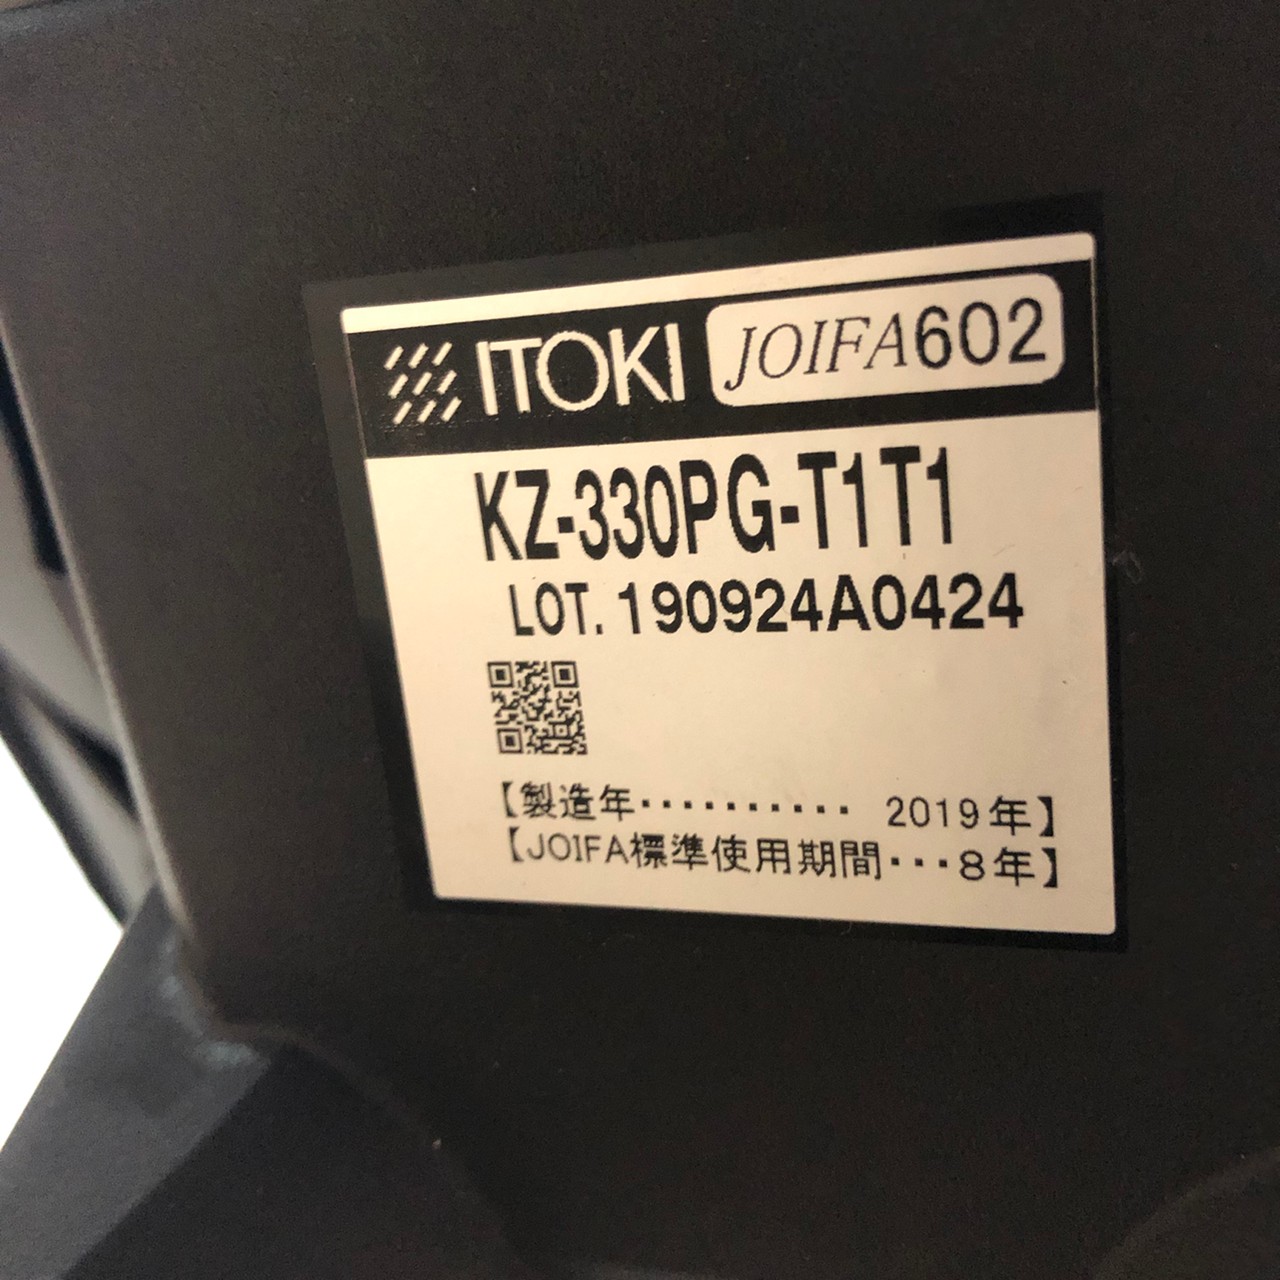 ITOKI JOIFA602
KZ-330PG-T1T1
LOT. 190924A0424
【製造年・・・・・・・・・・ 2019年】
【JOIFA標準使用期間・・・8年】